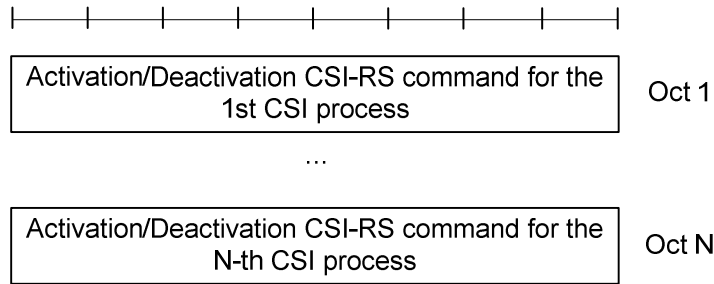 Activation/Deactivation CSI-RS command for the
1st CSI process
Oct 1
...
Activation/Deactivation CSI-RS command for the
N-th CSI process
Oct N